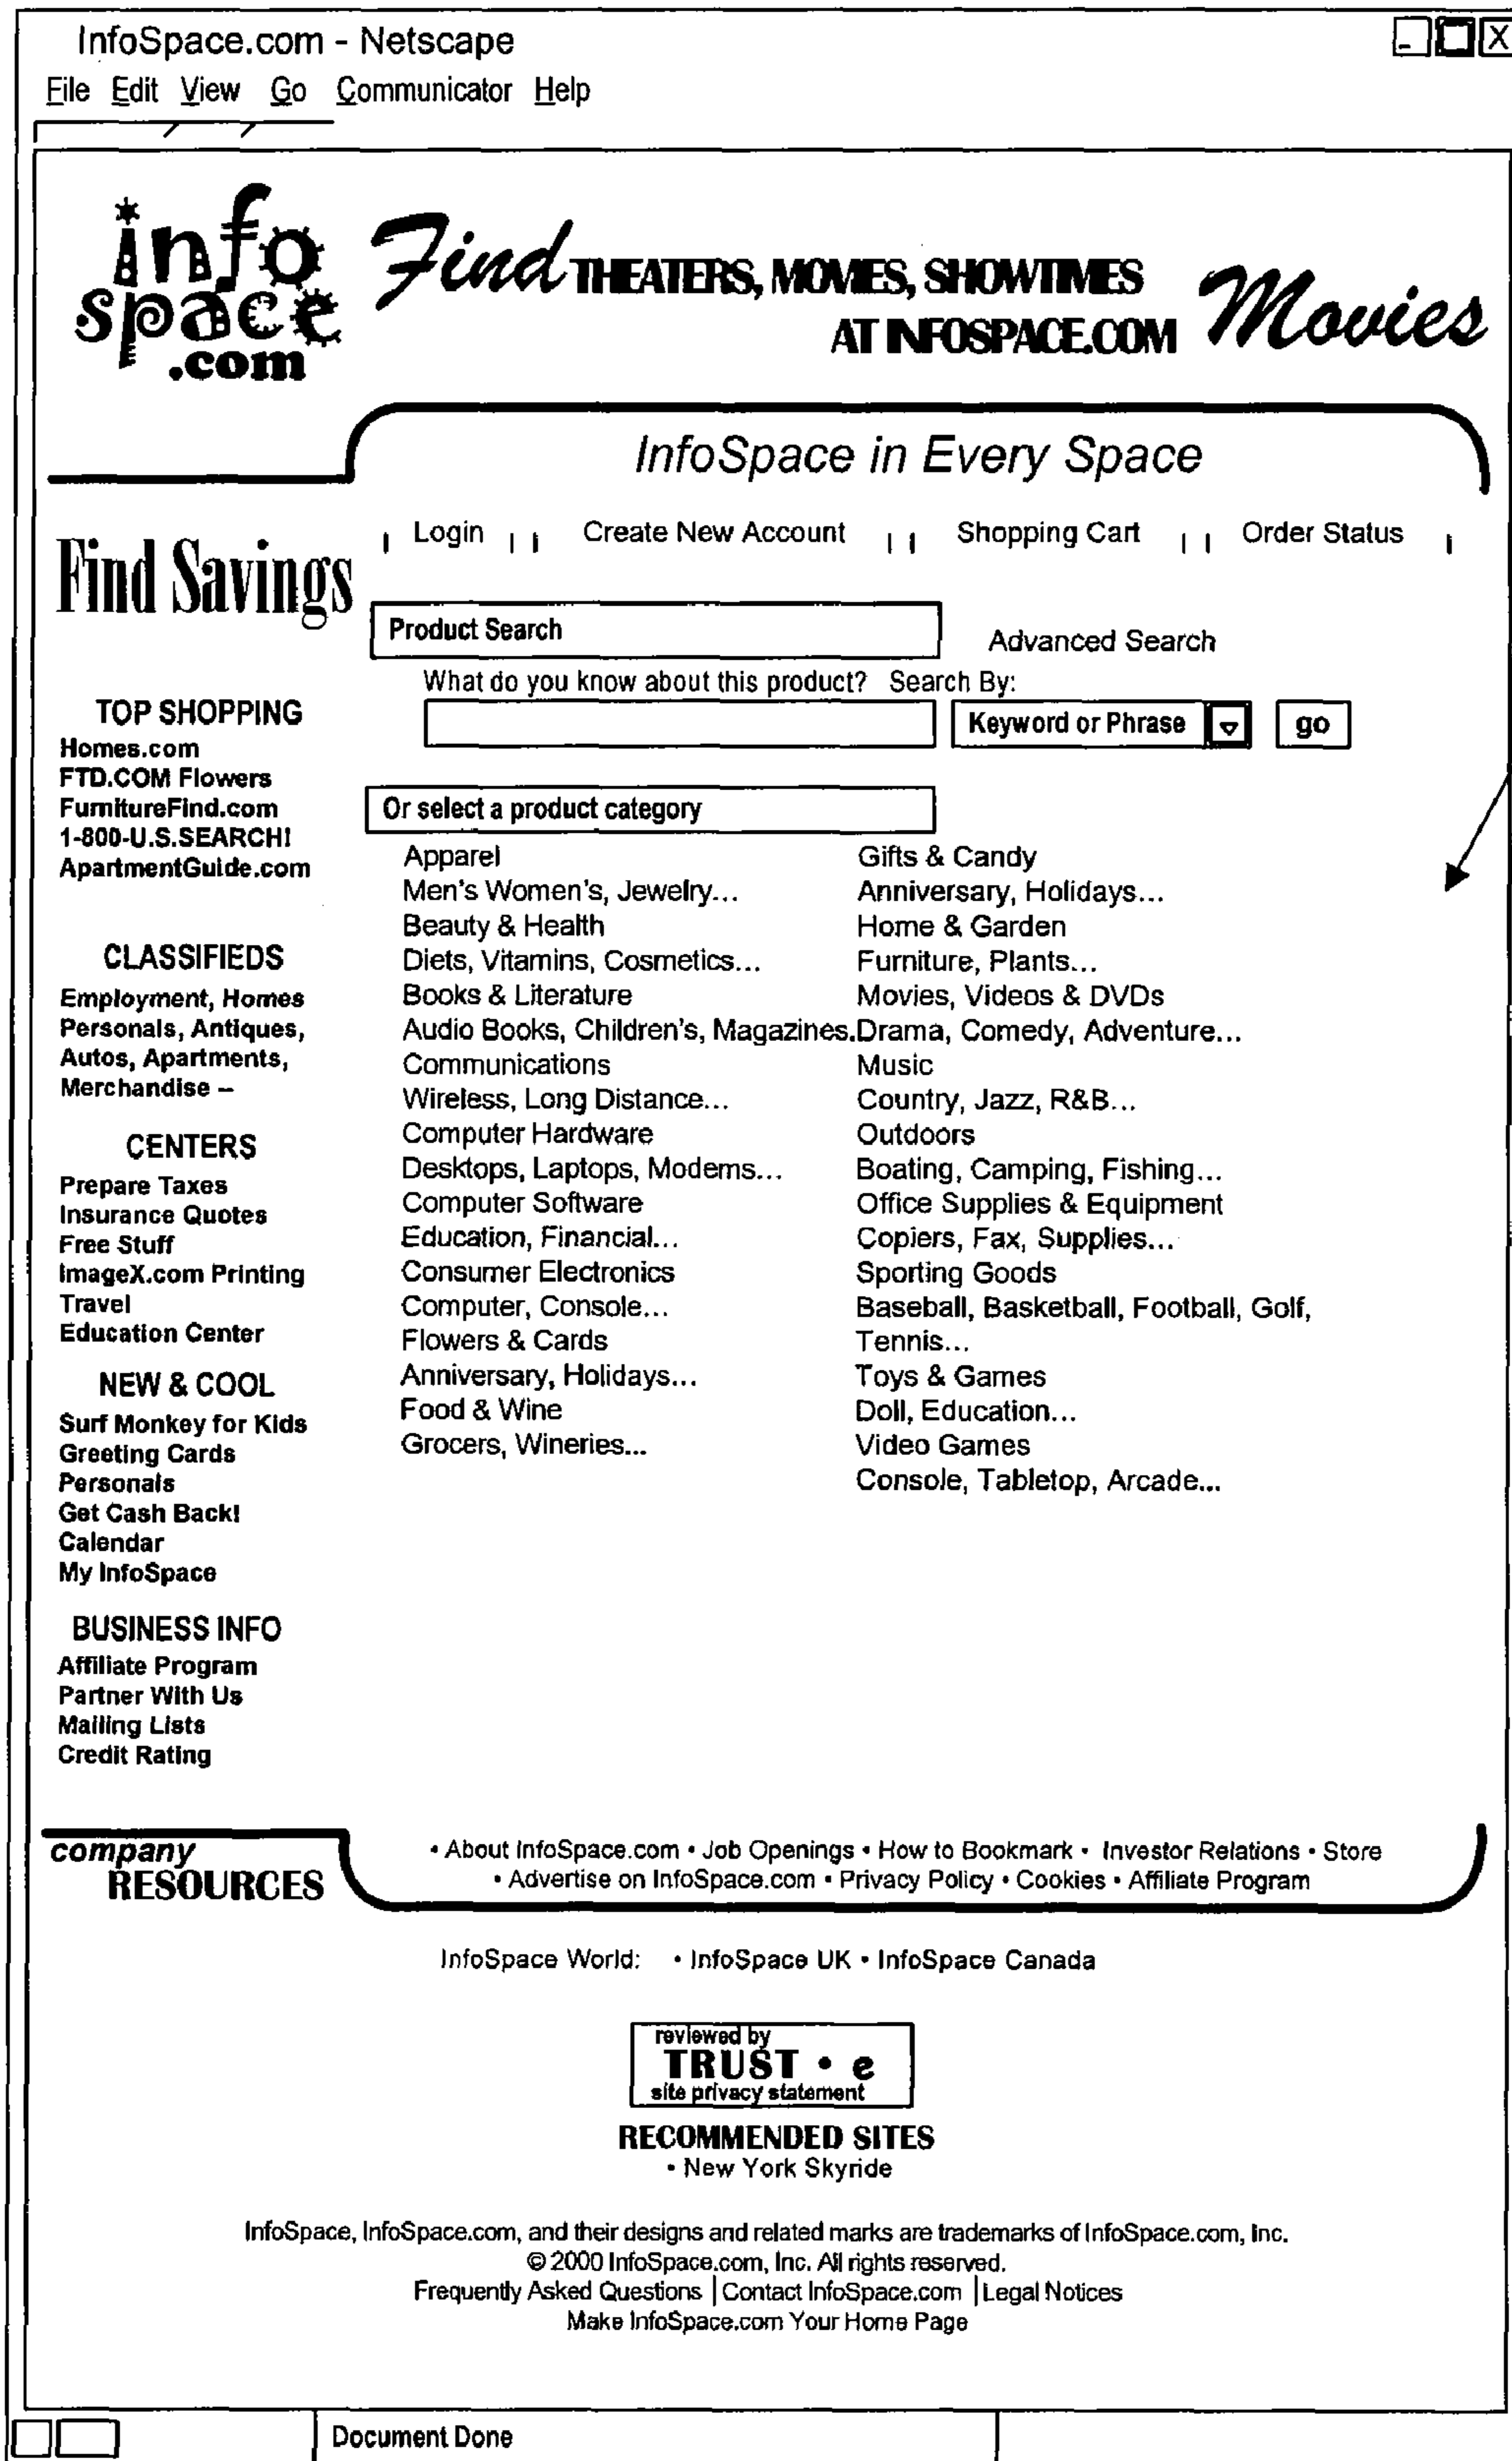 InfoSpace.com - Netscape
File Edit View Go Communicator Help
info
space
.com
Find THEATERS, MOVIES, SHOWTIMES
AT INFOSPACE.COM Movies
InfoSpace in Every Space
Login Create New Account Shopping Cart Order Status
Find Savings
Product Search
Advanced Search
What do you know about this product? Search By:
Keyword or Phrase go
Or select a product category
TOP SHOPPING
Homes.com
FTD.COM Flowers
FurnitureFind.com
1-800-U.S.SEARCH!
ApartmentGuide.com
CLASSIFIEDS
Employment, Homes
Personals, Antiques,
Autos, Apartments,
Merchandise –
CENTERS
Prepare Taxes
Insurance Quotes
Free Stuff
ImageX.com Printing
Travel
Education Center
NEW & COOL
Surf Monkey for Kids
Greeting Cards
Personals
Get Cash Back!
Calendar
My InfoSpace
BUSINESS INFO
Affiliate Program
Partner With Us
Mailing Lists
Credit Rating
Apparel
Men's Women's, Jewelry...
Beauty & Health
Diets, Vitamins, Cosmetics...
Books & Literature
Audio Books, Children's, Magazines.
Communications
Wireless, Long Distance...
Computer Hardware
Desktops, Laptops, Modems...
Computer Software
Education, Financial...
Consumer Electronics
Computer, Console...
Flowers & Cards
Anniversary, Holidays...
Food & Wine
Grocers, Wineries...
Gifts & Candy
Anniversary, Holidays...
Home & Garden
Furniture, Plants...
Movies, Videos & DVDs
Drama, Comedy, Adventure...
Music
Country, Jazz, R&B...
Outdoors
Boating, Camping, Fishing...
Office Supplies & Equipment
Copiers, Fax, Supplies...
Sporting Goods
Baseball, Basketball, Football, Golf,
Tennis...
Toys & Games
Doll, Education...
Video Games
Console, Tabletop, Arcade...
company
RESOURCES
• About InfoSpace.com • Job Openings • How to Bookmark • Investor Relations • Store
• Advertise on InfoSpace.com • Privacy Policy • Cookies • Affiliate Program
InfoSpace World: • InfoSpace UK • InfoSpace Canada
reviewed by
TRUST • e
site privacy statement
RECOMMENDED SITES
• New York Skyride
InfoSpace, InfoSpace.com, and their designs and related marks are trademarks of InfoSpace.com, Inc.
© 2000 InfoSpace.com, Inc. All rights reserved.
Frequently Asked Questions | Contact InfoSpace.com | Legal Notices
Make InfoSpace.com Your Home Page
Document Done